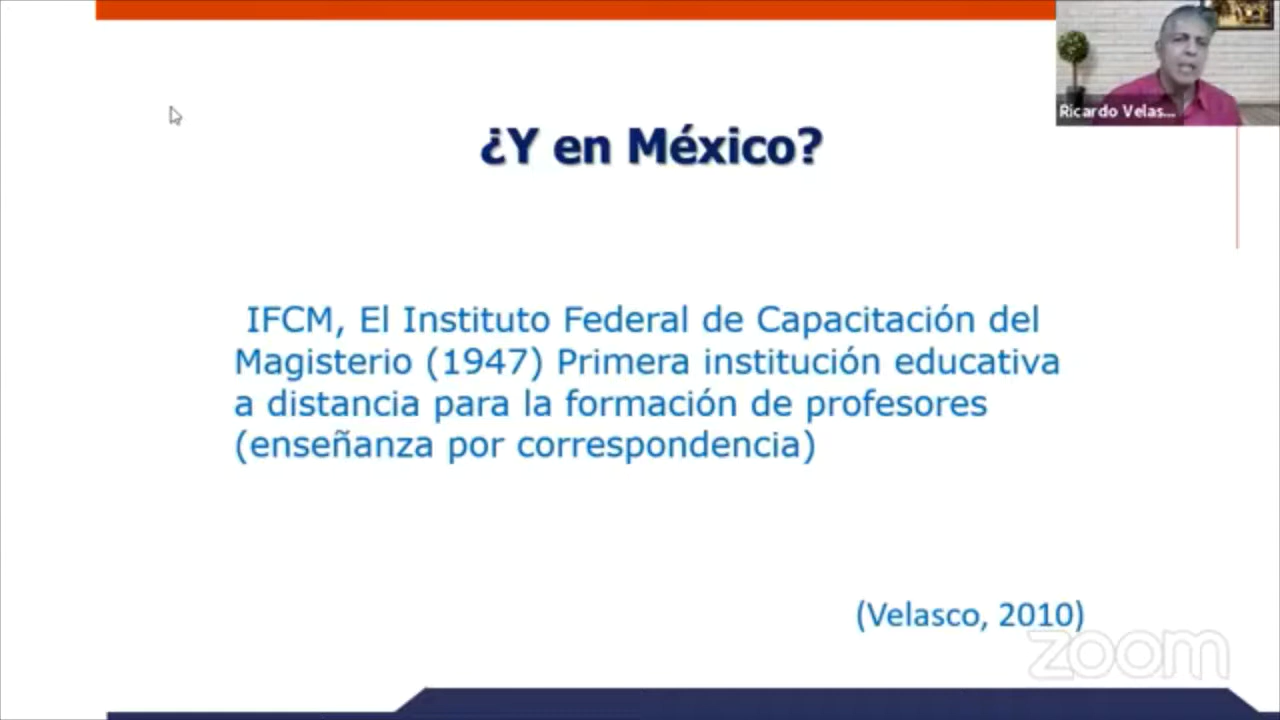 Ricardo Velas...
¿Y en México?
IFCM, El Instituto Federal de Capacitación del
Magisterio (1947) Primera institución educativa
a distancia para la formación de profesores
(enseñanza por correspondencia)
(Velasco, 2010)
zoom